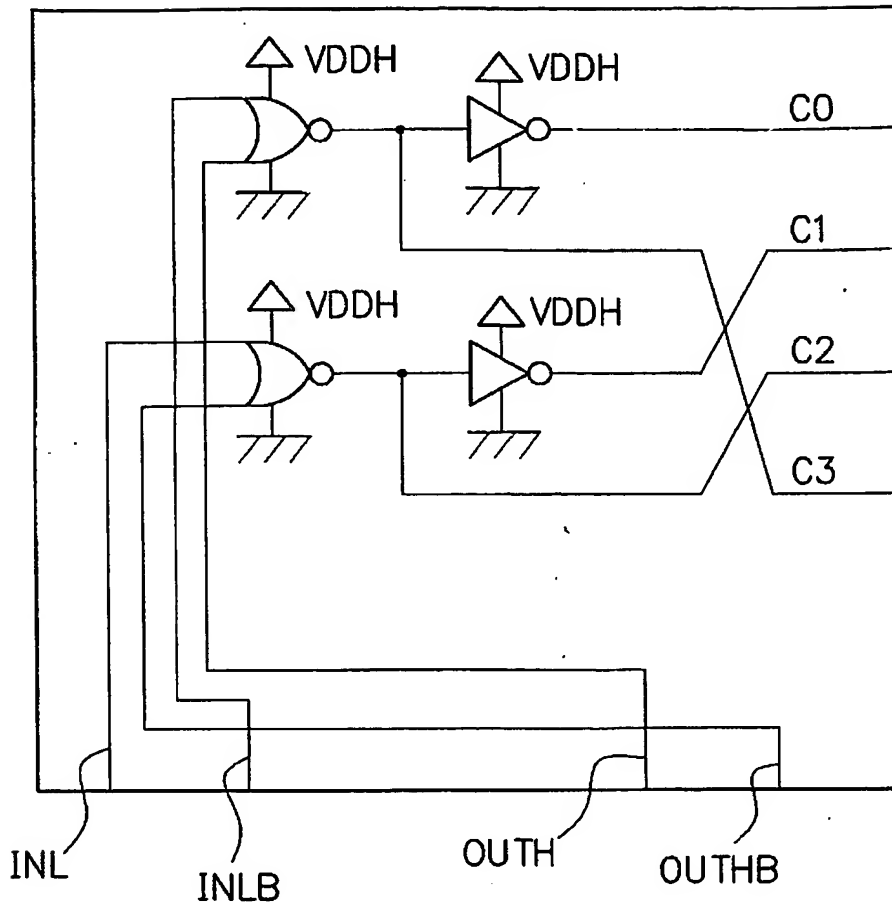 VDDH
VDDH
C0
C1
VDDH
VDDH
C2
C3
INL
INLB
OUTH
OUTHB